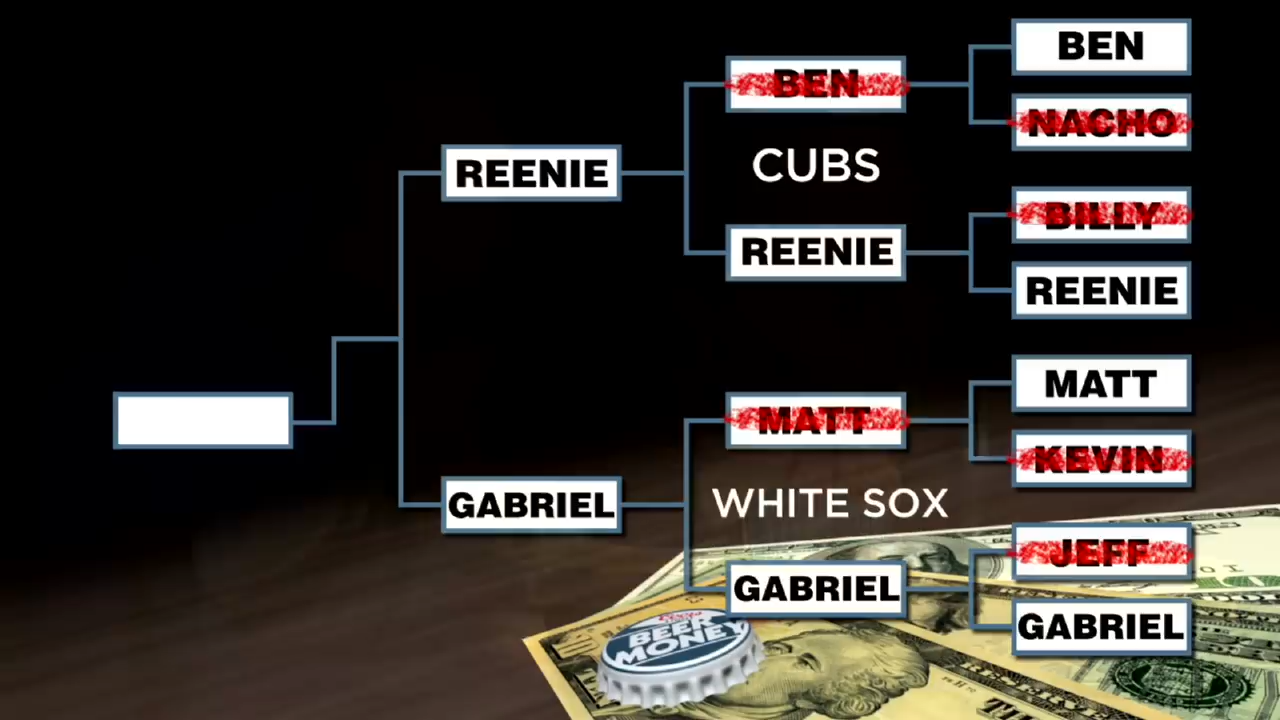 BEN
BEN
NACHO
CUBS
REENIE
BILLY
REENIE
REENIE
MATT
MATT
KEVIN
WHITE SOX
GABRIEL
JEFF
GABRIEL
GABRIEL
BEER
MONEY